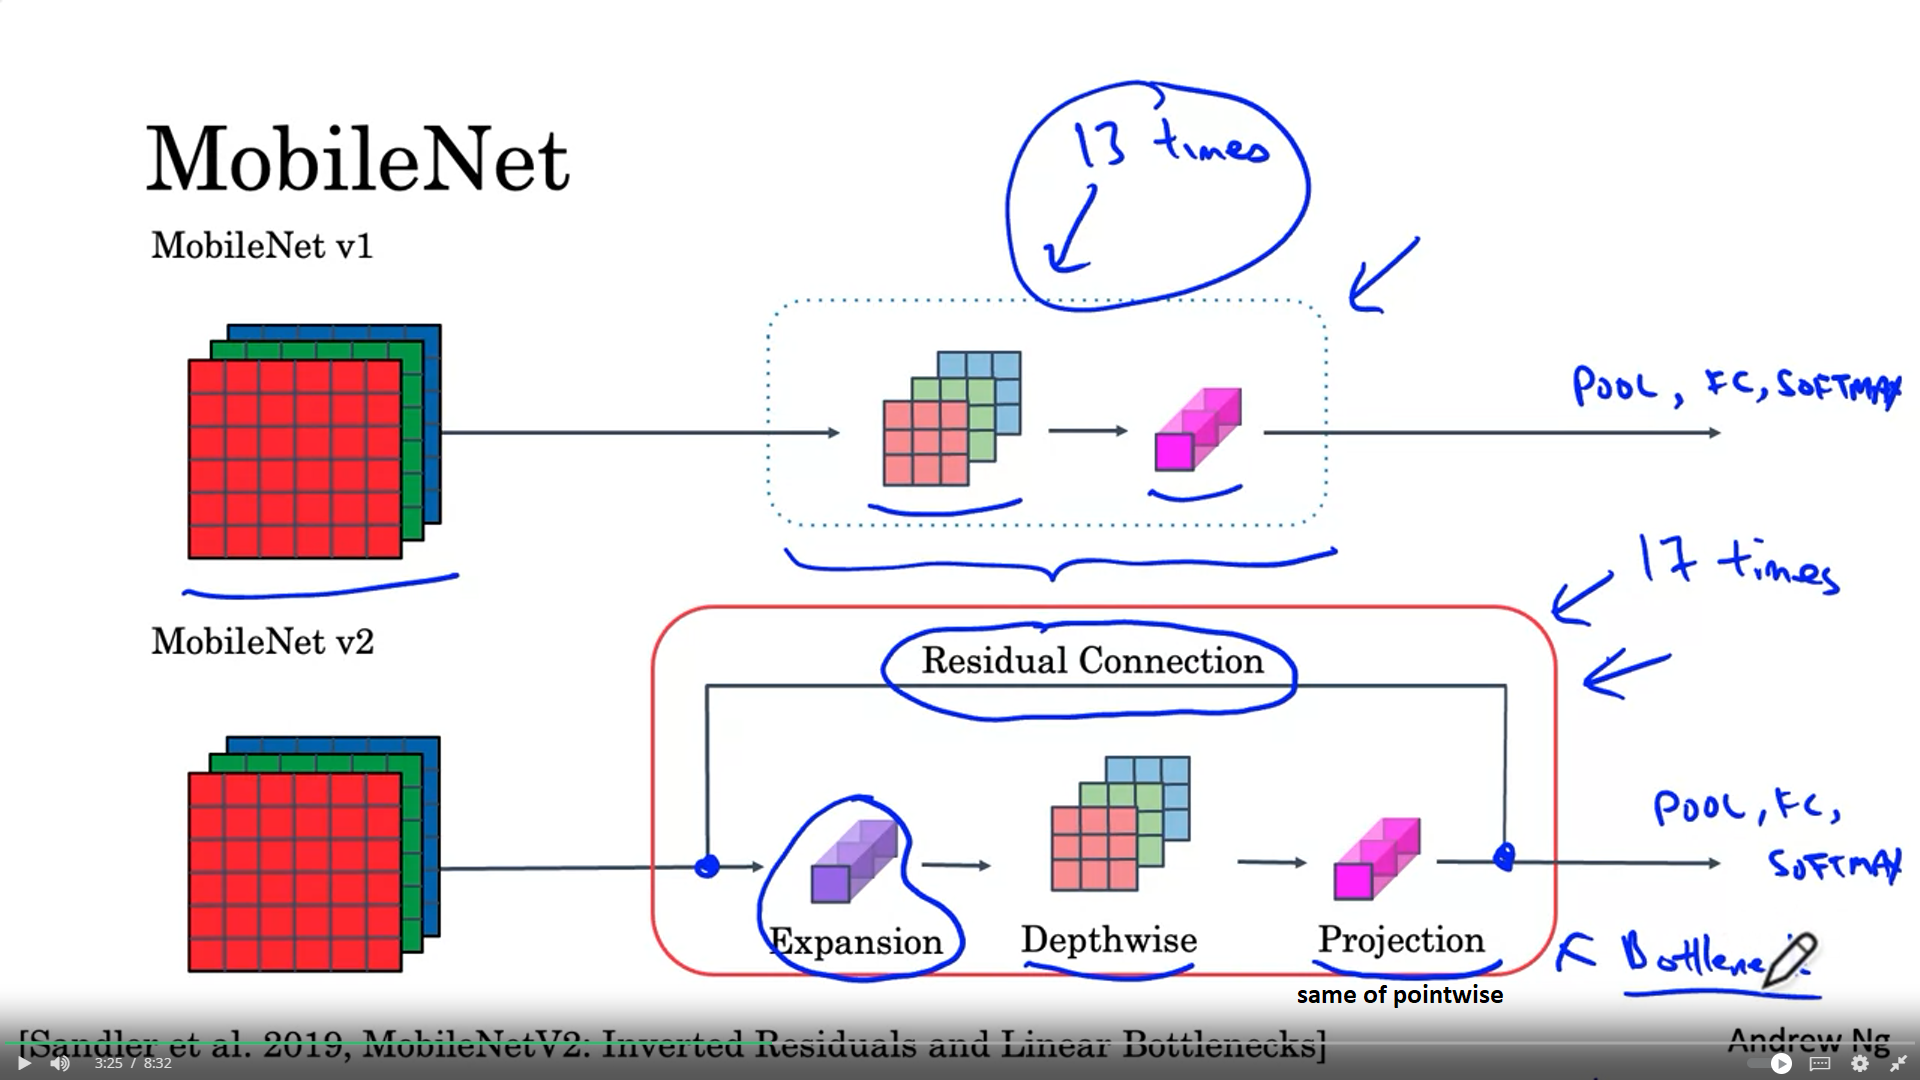 13 times
MobileNet
MobileNet v1
POOL, FC, SOFTMAX
17 times
MobileNet v2
Residual Connection
POOL, FC,
SOFTMAX
Expansion
Depthwise
Projection
same of pointwise
[Sandler et al. 2019, MobileNetV2: Inverted Residuals and Linear Bottlenecks]
Andrew Ng
3:25 / 8:32